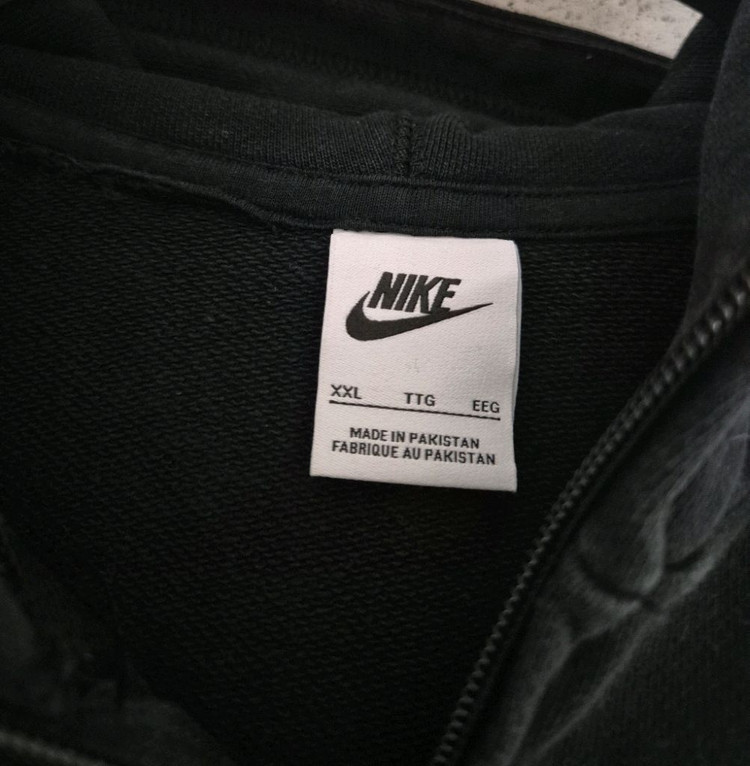 NIKE
XXL TTG EEG
MADE IN PAKISTAN
FABRIQUE AU PAKISTAN